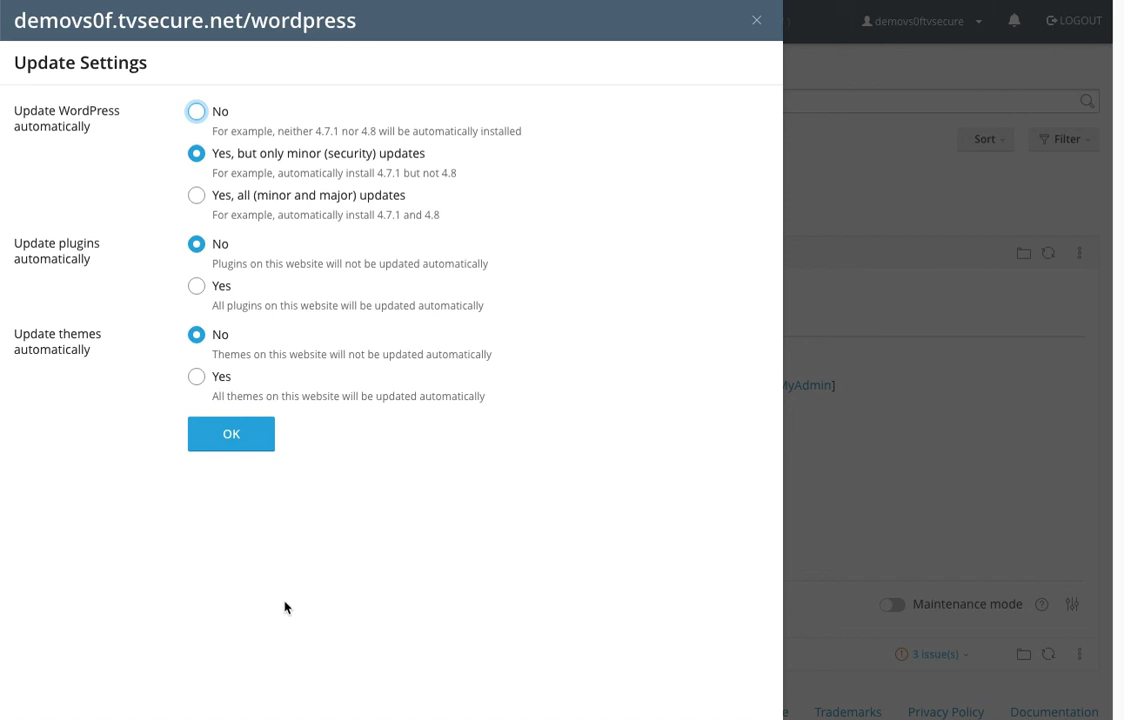 demovs0f.tvsecure.net/wordpress
demovs0ftvsecure
LOGOUT
Update Settings
Update WordPress
automatically
No
For example, neither 4.7.1 nor 4.8 will be automatically installed
Yes, but only minor (security) updates
For example, automatically install 4.7.1 but not 4.8
Yes, all (minor and major) updates
For example, automatically install 4.7.1 and 4.8
Update plugins
automatically
No
Plugins on this website will not be updated automatically
Yes
All plugins on this website will be updated automatically
Update themes
automatically
No
Themes on this website will not be updated automatically
Yes
All themes on this website will be updated automatically
OK
Sort
Filter
MyAdmin]
Maintenance mode
3 issue(s)
Trademarks
Privacy Policy
Documentation